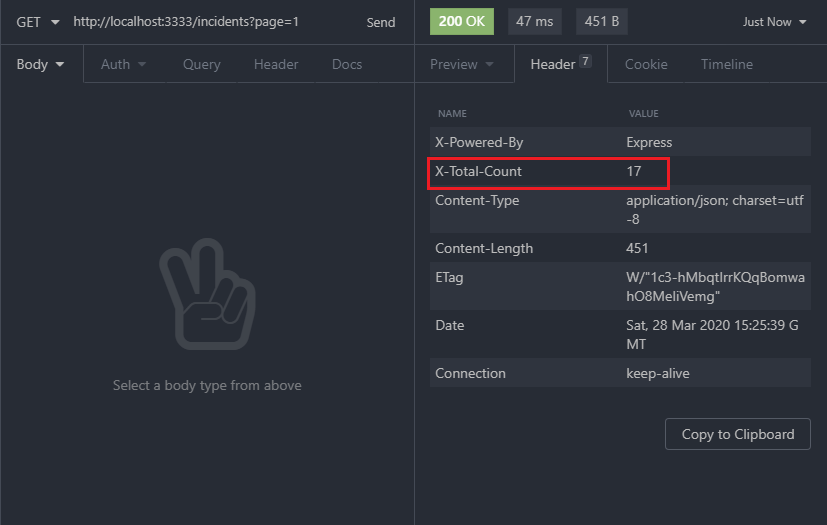 GET http://localhost:3333/incidents?page=1 Send
200 OK 47 ms 451 B Just Now
Body Auth Query Header Docs
Preview Header 7 Cookie Timeline
NAME VALUE
X-Powered-By Express
X-Total-Count 17
Content-Type application/json; charset=utf
-8
Content-Length 451
ETag W/"1c3-hMbqtIrrKQqBomwa
hO8MeliVemg"
Date Sat, 28 Mar 2020 15:25:39 G
MT
Connection keep-alive
Select a body type from above
Copy to Clipboard